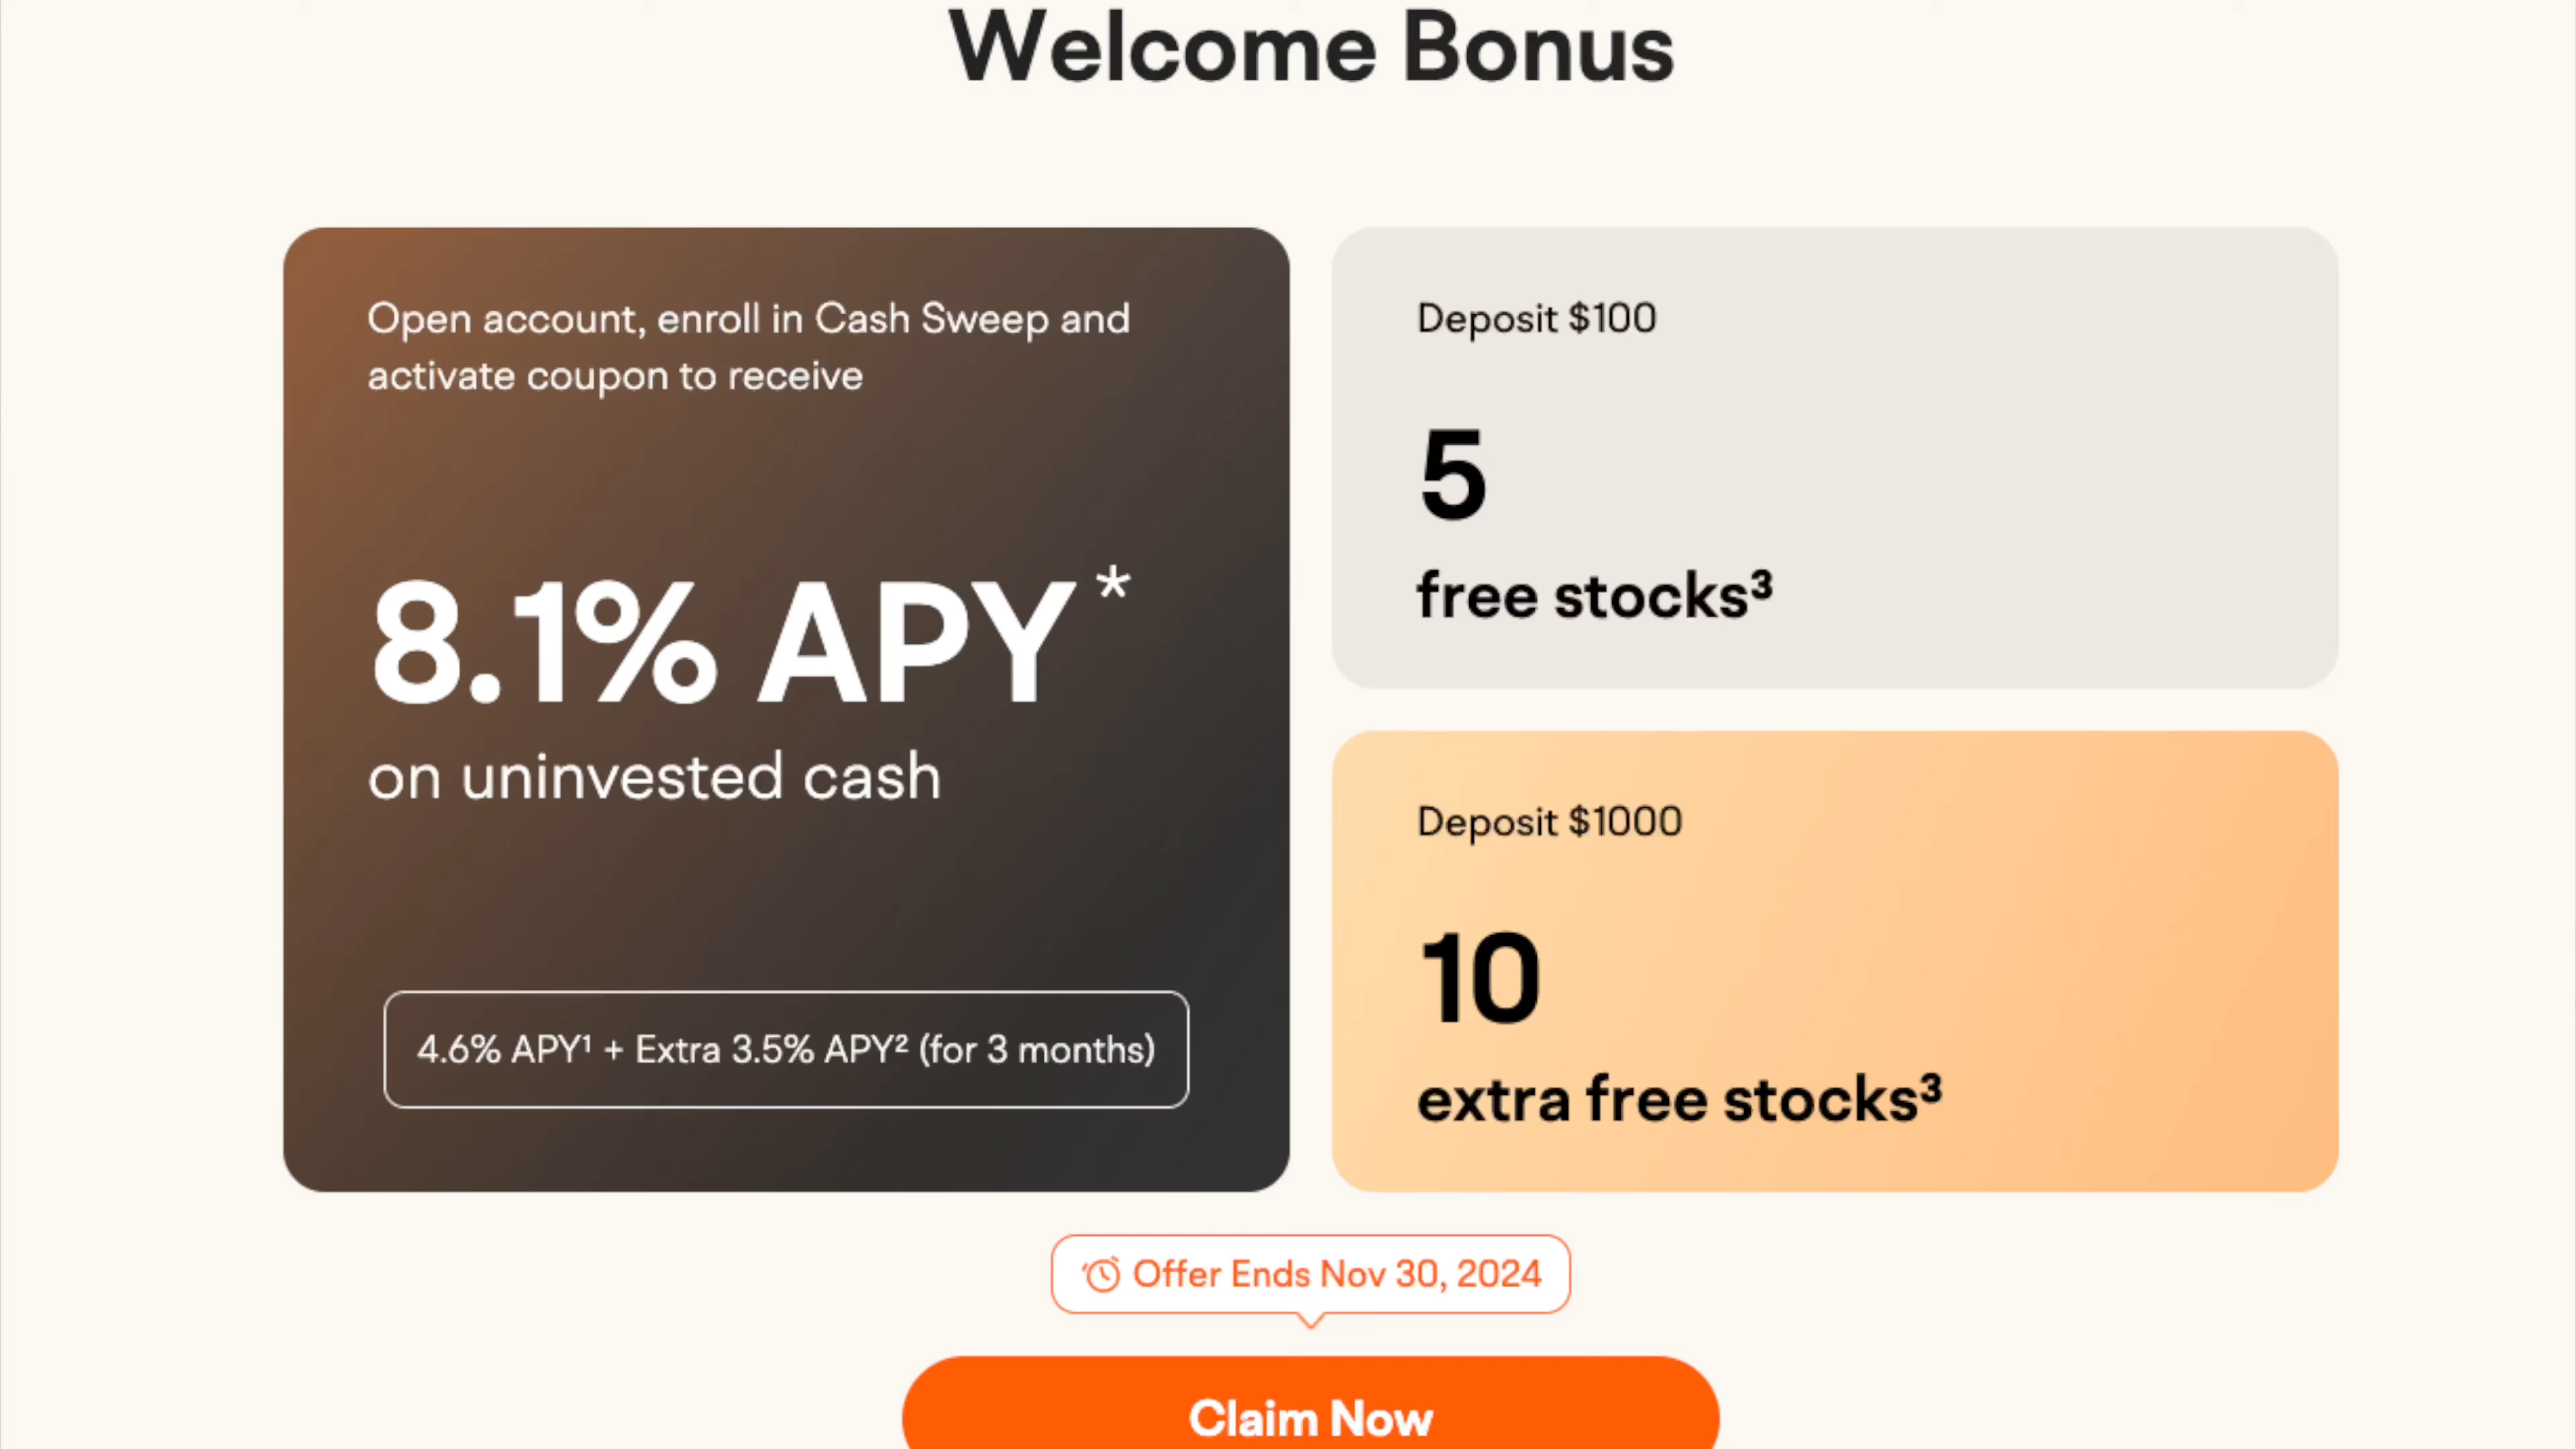 Welcome Bonus
Open account, enroll in Cash Sweep and
activate coupon to receive
8.1% APY*
on uninvested cash
4.6% APY¹ + Extra 3.5% APY² (for 3 months)
Deposit $100
5
free stocks³
Deposit $1000
10
extra free stocks³
Offer Ends Nov 30, 2024
Claim Now